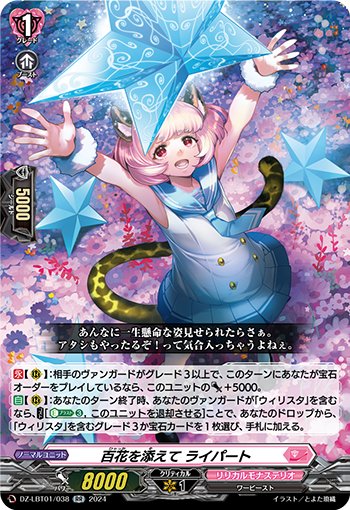 1
グレード
ブースト
5000
シールド
あんなに一生懸命な姿見せられたらさぁ。
アタシもやったるぞ！って気合入っちゃうよねぇ。
永【R】：相手のヴァンガードがグレード３以上で、このターンにあなたが宝石
オーダーをプレイしているなら、このユニットの＋5000。
自【R】：あなたのターン終了時、あなたのヴァンガードが「ウィリスタ」を含む
なら、【コスト】【このユニットを退却させる】ことで、あなたのドロップから、
「ウィリスタ」を含むグレード３か宝石カードを１枚選び、手札に加える。
ノーマルユニット
百花を添えて ライパート
パワー
8000
クリティカル
1
リリカルモナステリオ
ワービースト
DZ-LBT01/038
RR
2024
イラスト／とよた瑣織